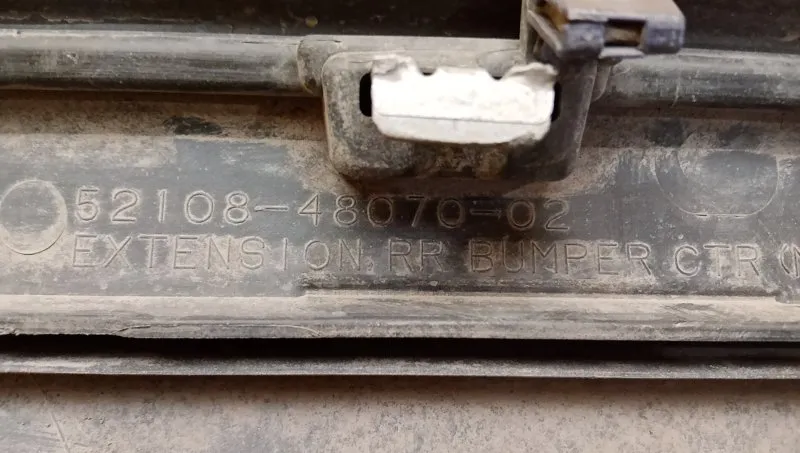 52108-48070-02
EXTENSION, RR BUMPER CTR (N